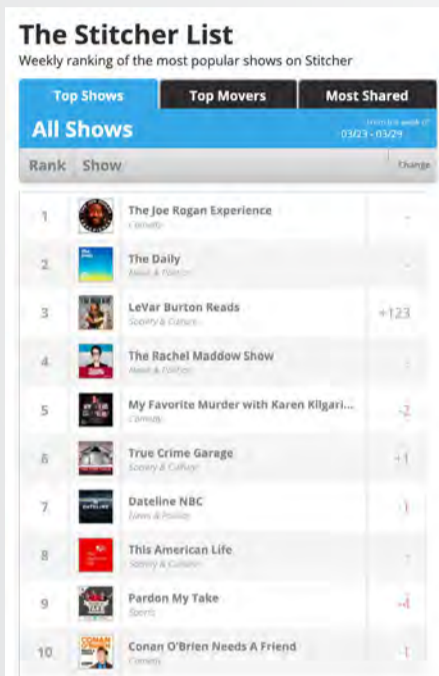 The Stitcher List
Weekly ranking of the most popular shows on Stitcher
Top Shows Top Movers Most Shared
All Shows
03/23 - 03/29
Rank Show Change
1 The Joe Rogan Experience -
Comedy
2 The Daily -
News & Politics
3 LeVar Burton Reads +123
Society & Culture
4 The Rachel Maddow Show -
News & Politics
5 My Favorite Murder with Karen Kilgari... -2
Comedy
6 True Crime Garage +1
Society & Culture
7 Dateline NBC
News & Politics
8 This American Life -
Society & Culture
9 Pardon My Take -4
Sports
10 Conan O'Brien Needs A Friend -1
Comedy